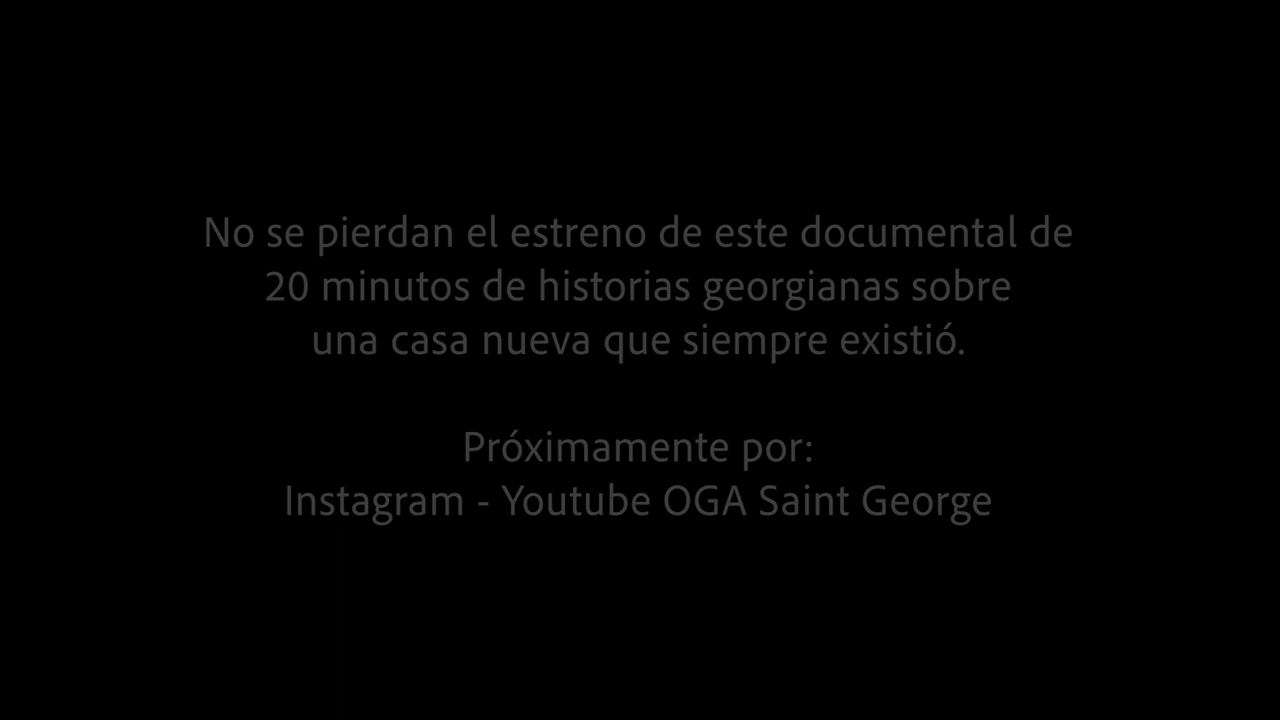 No se pierdan el estreno de este documental de
20 minutos de historias georgianas sobre
una casa nueva que siempre existió.
Próximamente por:
Instagram - Youtube OGA Saint George